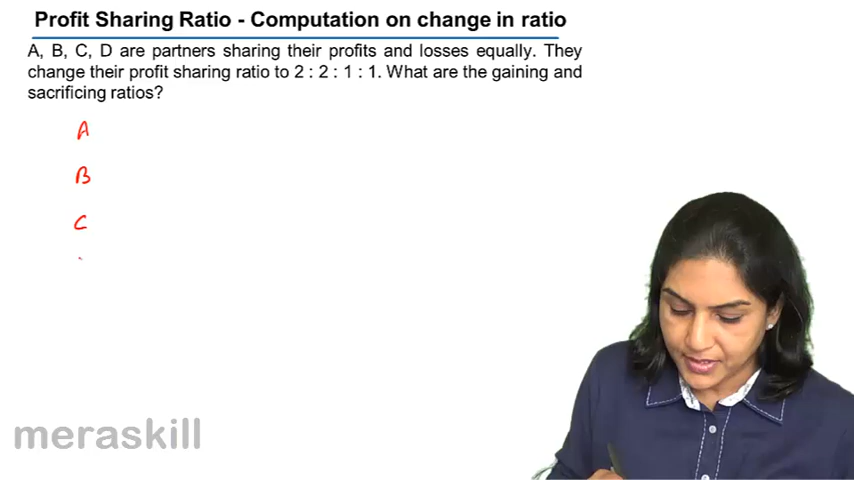 Profit Sharing Ratio - Computation on change in ratio
A, B, C, D are partners sharing their profits and losses equally. They
change their profit sharing ratio to 2 : 2 : 1 : 1. What are the gaining and
sacrificing ratios?
A
B
C
meraskill